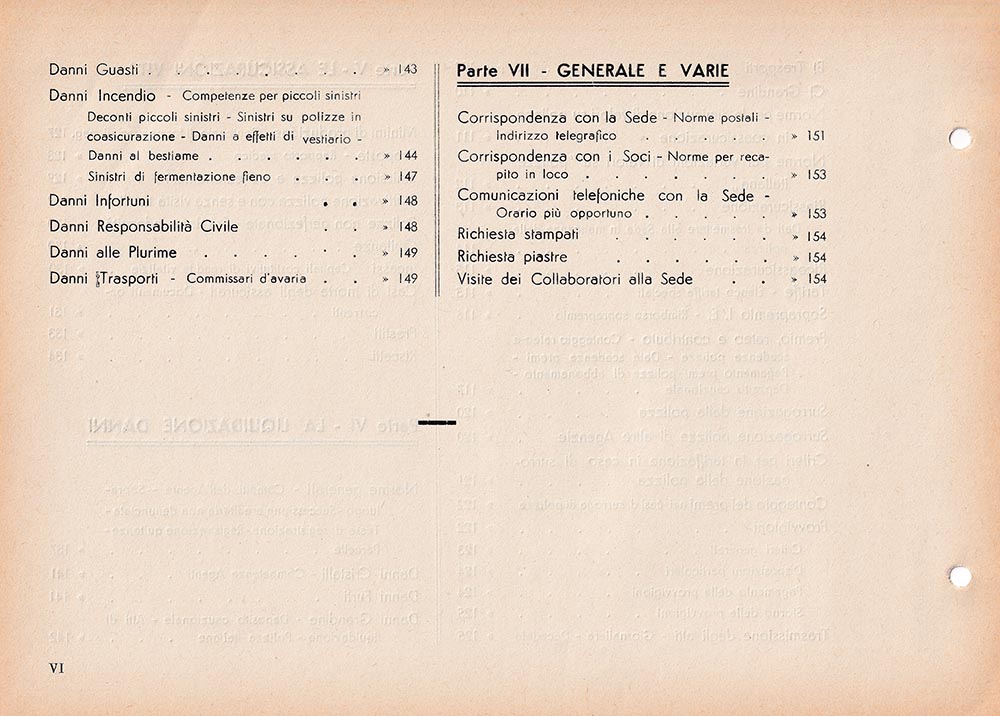 Danni Guasti . . . . . . . . » 143
Danni Incendio - Competenze per piccoli sinistri
Deconti piccoli sinistri - Sinistri su polizze in
coasicurazione - Danni a effetti di vestiario -
Danni al bestiame . . . . . . » 144
Sinistri di fermentazione fieno . . . . » 147
Danni Infortuni . . » 148
Danni Responsabilità Civile » 148
Danni alle Plurime . . . . . . » 149
Danni Trasporti - Commissari d'avaria . . » 149
Parte VII - GENERALE E VARIE
Corrispondenza con la Sede - Norme postali -
Indirizzo telegrafico . . . . . » 151
Corrispondenza con i Soci - Norme per reca-
pito in loco . . . . . . . » 153
Comunicazioni telefoniche con la Sede -
Orario più opportuno . . . . . » 153
Richiesta stampati . . . . . . » 154
Richiesta piastre . . . . . . » 154
Visite dei Collaboratori alla Sede . . » 154
VI